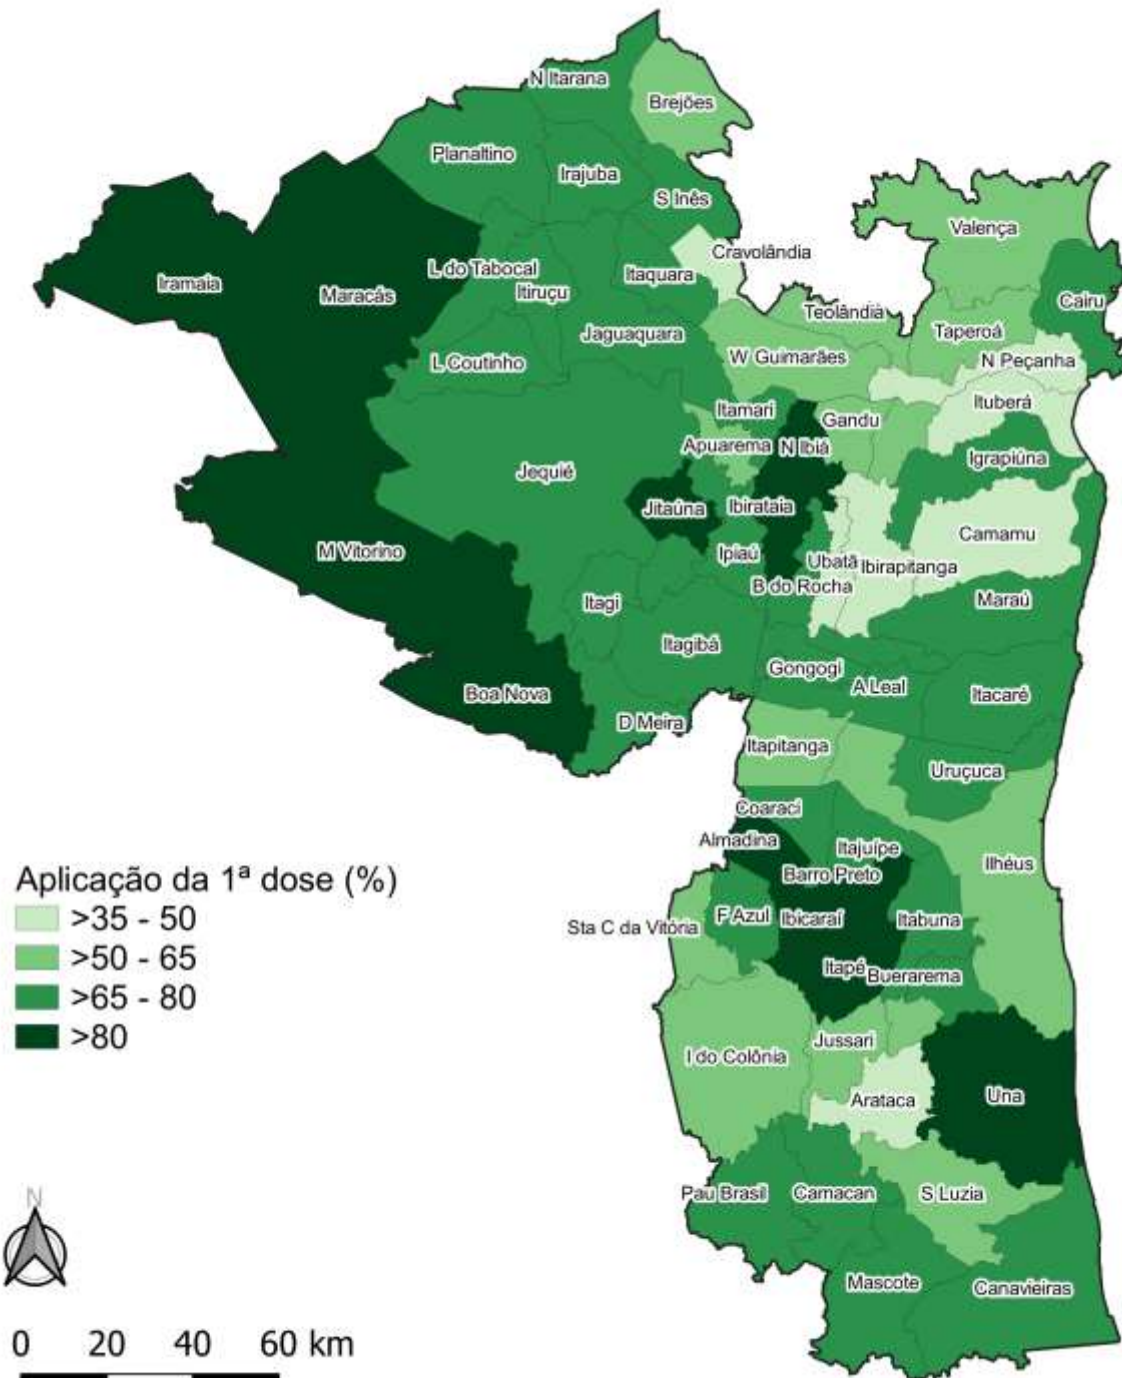 N Itarana
Brejões
Planaltino
Irajuba
S Inês
Valença
Cravolândia
L do Tabocal
Itaquara
Iramaia
Maracás
Itiruçu
Cairu
Teolândia
Jaguaquara
Taperoá
L Coutinho
W Guimarães
N Peçanha
Ituberá
Itamari
Gandu
Apuarema
N Ibiá
Igrapiúna
Jequié
Jitaúna
Ibirataia
Camamu
M Vitorino
Ipiaú
Ubatã
Ibirapitanga
B do Rocha
Maraú
Itagi
Itagibá
Gongogi
A Leal
Itacaré
Boa Nova
D Meira
Itapitanga
Uruçuca
Coaraci
Almadina
Itajuípe
Ilhéus
Barro Preto
F Azul
Ibicaraí
Itabuna
Sta C da Vitória
Itapé
Buerarema
Jussari
I do Colônia
Arataca
Una
Pau Brasil
Camacan
S Luzia
Mascote
Canavieiras
Aplicação da 1ª dose (%)
>35 - 50
>50 - 65
>65 - 80
>80
N
0 20 40 60 km